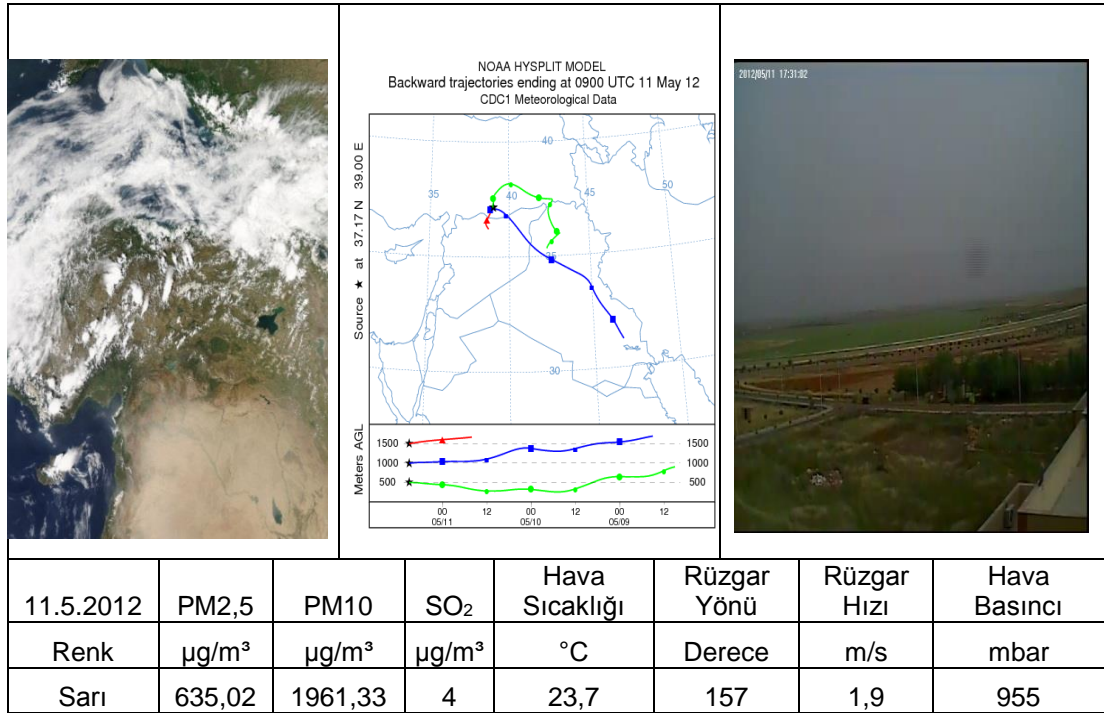 NOAA HYSPLIT MODEL
Backward trajectories ending at 0900 UTC 11 May 12
CDC1 Meteorological Data
Source ★ at 37.17 N 39.00 E
40
35
40
45
50
35
30
Meters AGL
1500
1000
500
1500
1000
500
00 12 00 12 00 12
05/11 05/10 05/09
2012/05/11 17:31:02
11.5.2012 PM2,5 PM10 SO₂ Hava Sıcaklığı Rüzgar Yönü Rüzgar Hızı Hava Basıncı
Renk µg/m³ µg/m³ µg/m³ °C Derece m/s mbar
Sarı 635,02 1961,33 4 23,7 157 1,9 955